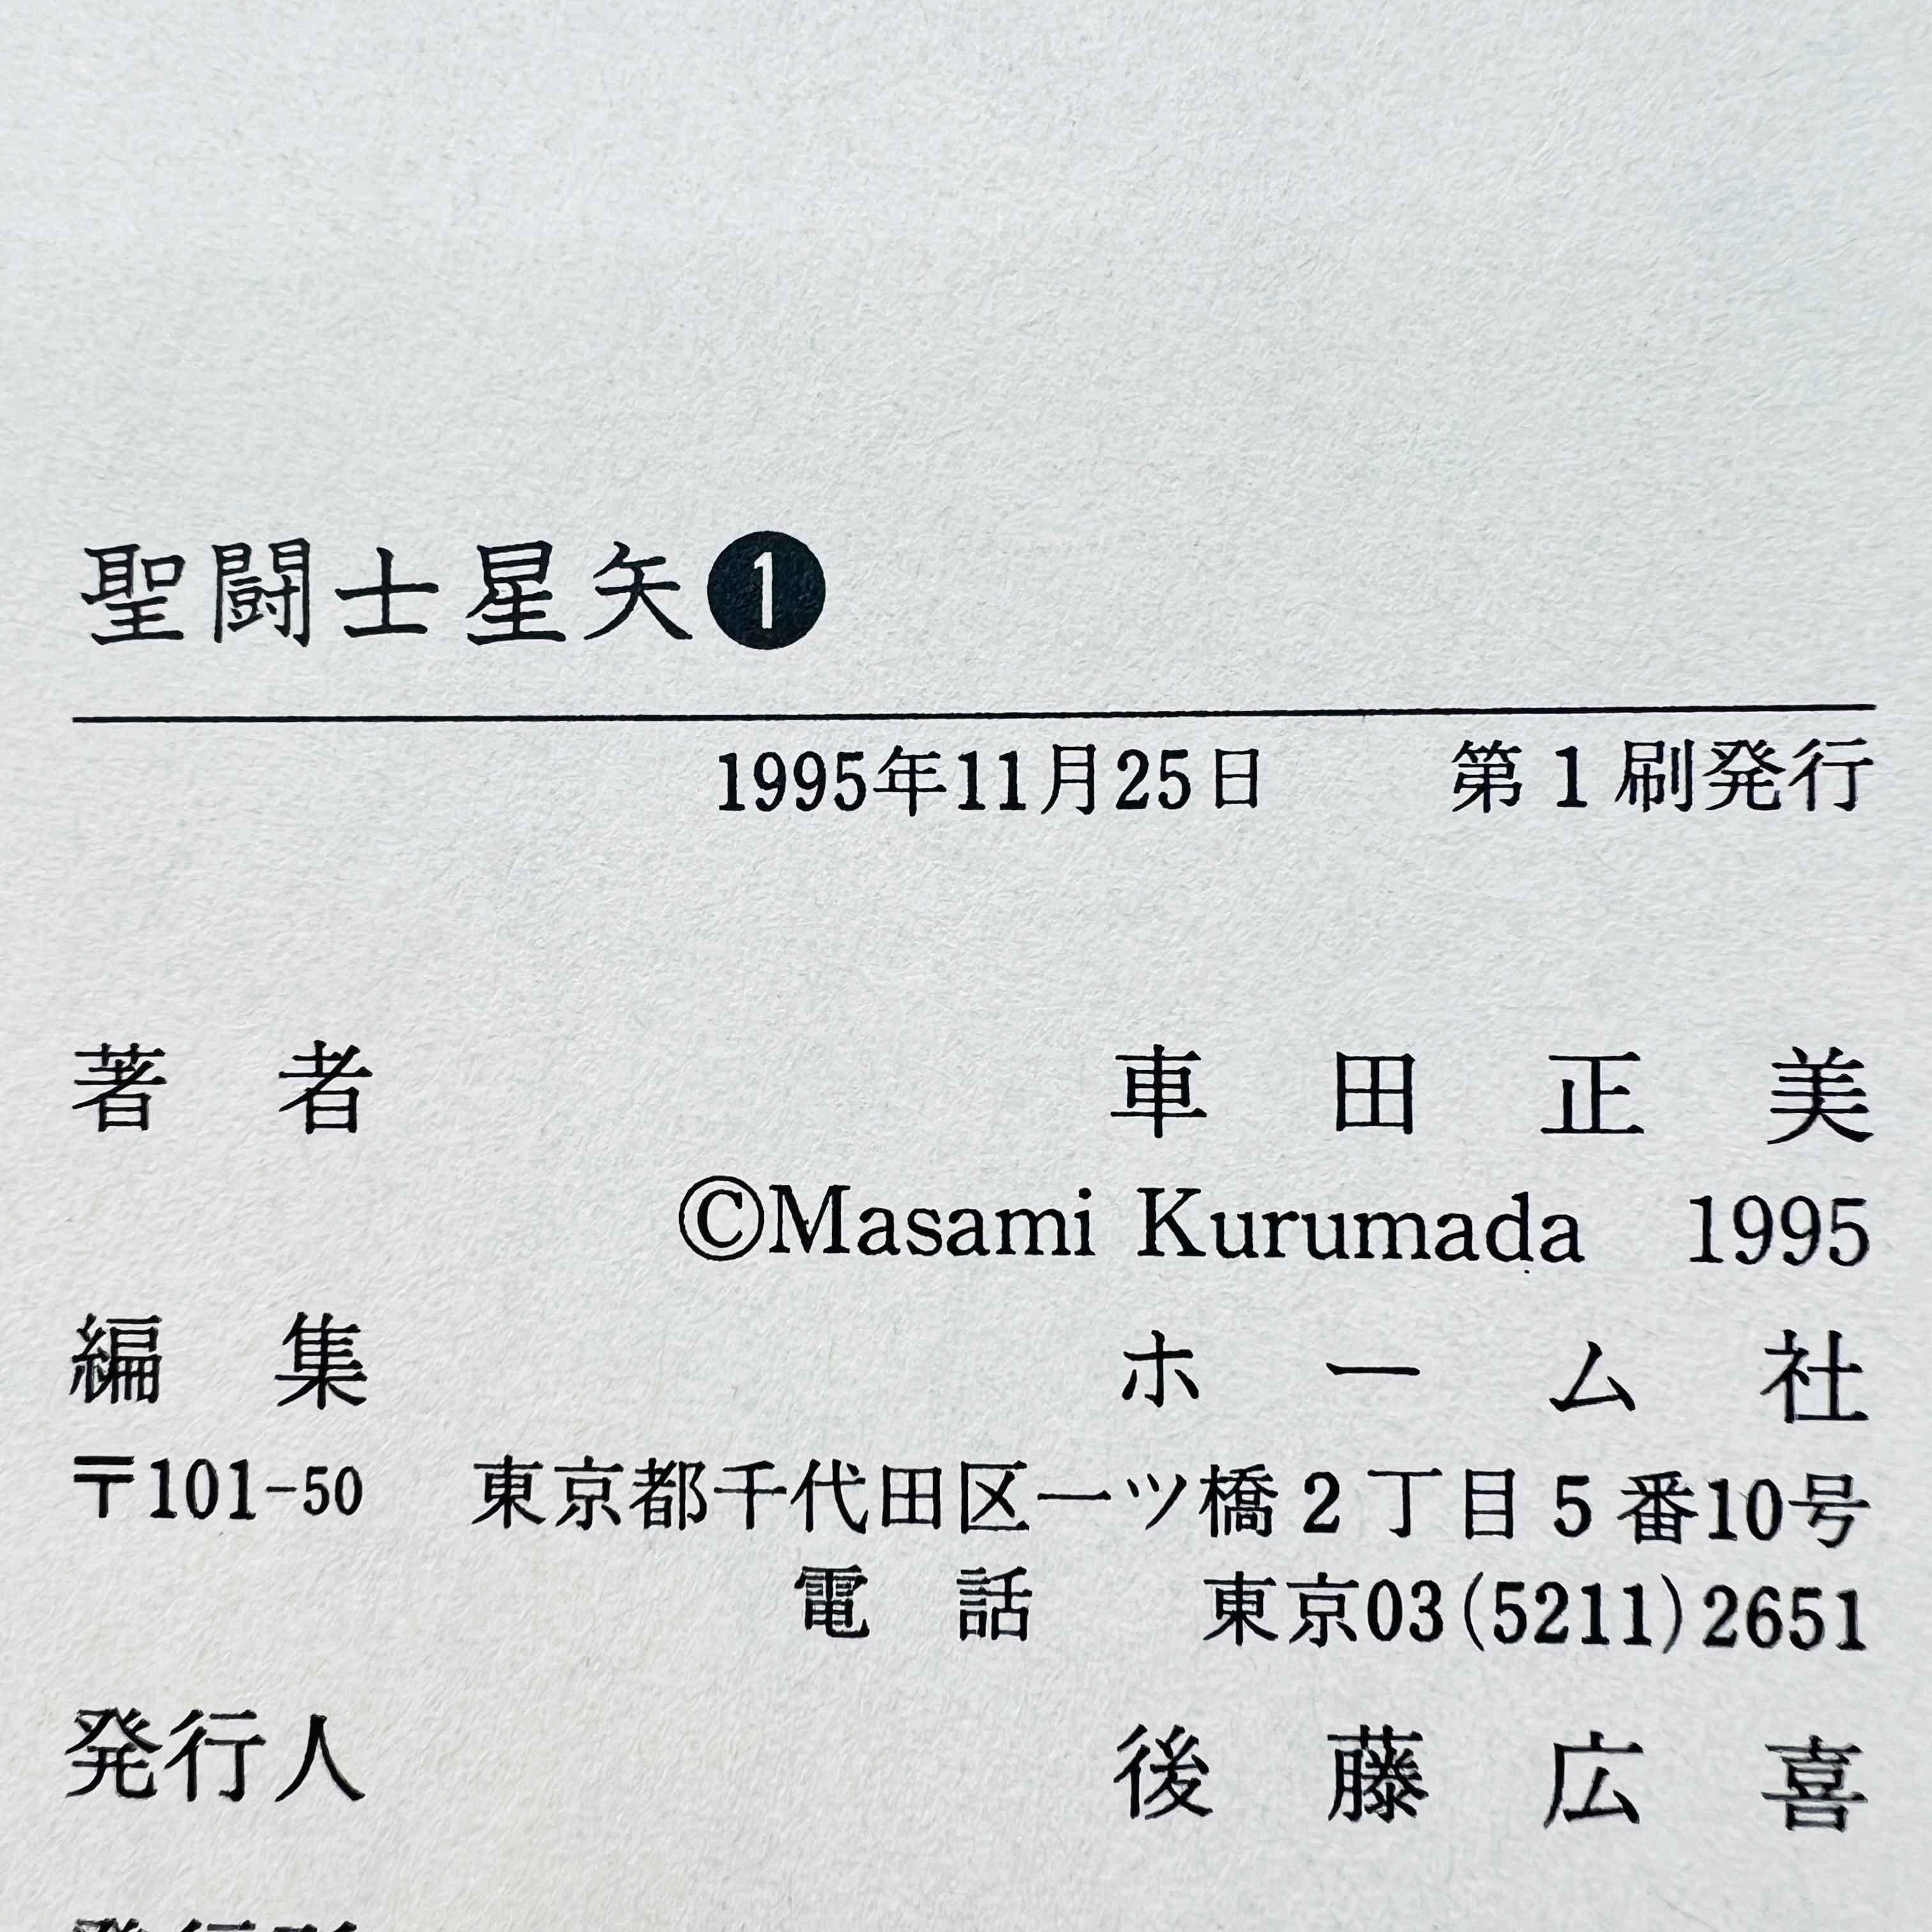 聖闘士星矢❶
1995年11月25日 第1刷発行
著者 車田正美
©Masami Kurumada 1995
編集 ホーム社
〒101-50 東京都千代田区一ツ橋2丁目5番10号
電話 東京03(5211)2651
発行人 後藤広喜